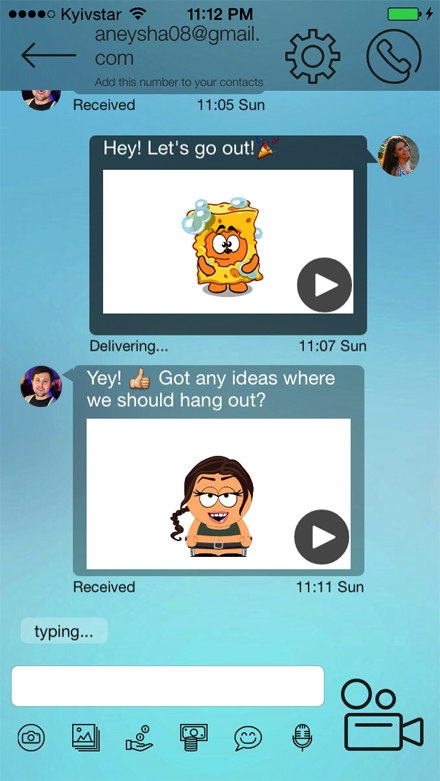 Kyivstar 11:12 PM
aneysha08@gmail.
com
Add this number to your contacts
Received 11:05 Sun
Hey! Let's go out!🎉
Delivering... 11:07 Sun
Yey! 👍🏼 Got any ideas where
we should hang out?
Received 11:11 Sun
typing...